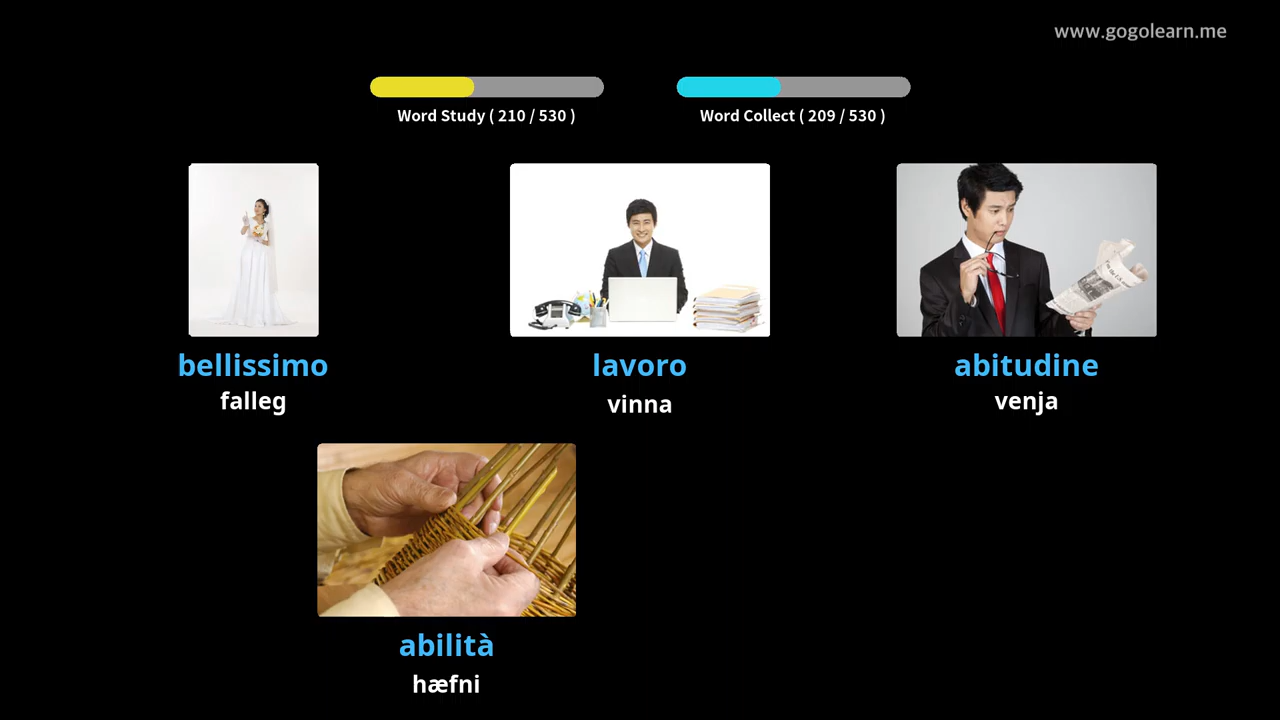 www.gogolearn.me
Word Study ( 210 / 530 )
Word Collect ( 209 / 530 )
bellissimo
falleg
lavoro
vinna
abitudine
venja
abilità
hæfni